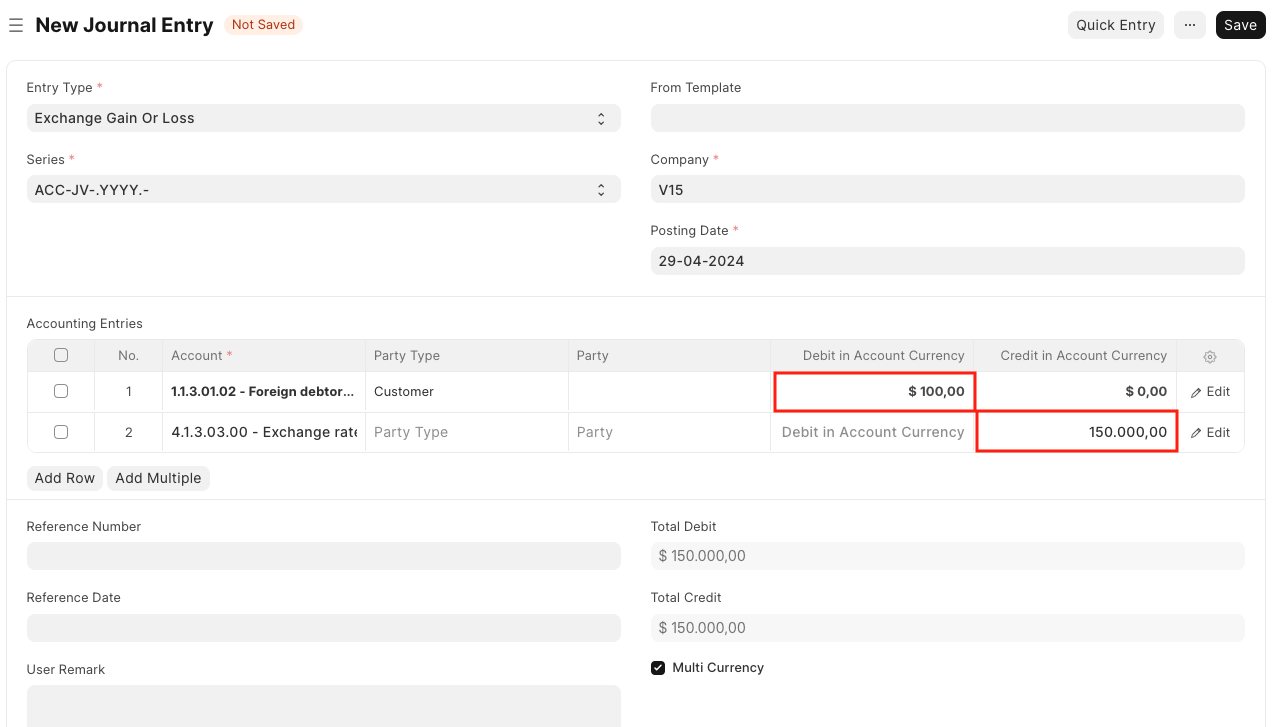 New Journal Entry Not Saved Quick Entry ··· Save
Entry Type * From Template
Exchange Gain Or Loss
Series * Company *
ACC-JV-.YYYY.- V15
Posting Date *
29-04-2024
Accounting Entries
No. Account * Party Type Party Debit in Account Currency Credit in Account Currency
1 1.1.3.01.02 - Foreign debtor... Customer $ 100,00 $ 0,00 Edit
2 4.1.3.03.00 - Exchange rate Party Type Party Debit in Account Currency 150.000,00 Edit
Add Row Add Multiple
Reference Number Total Debit
$ 150.000,00
Reference Date Total Credit
$ 150.000,00
User Remark Multi Currency